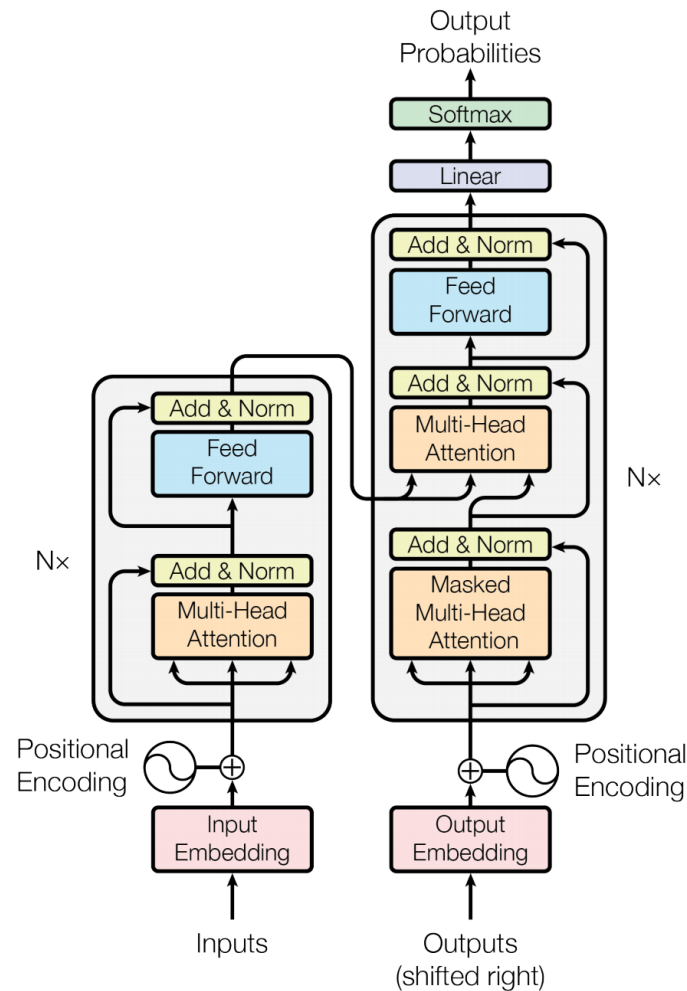 Output
Probabilities
Softmax
Linear
Add & Norm
Feed
Forward
Add & Norm
Multi-Head
Attention
Add & Norm
Masked
Multi-Head
Attention
N×
Positional
Encoding
Output
Embedding
Outputs
(shifted right)
Add & Norm
Feed
Forward
Add & Norm
Multi-Head
Attention
N×
Positional
Encoding
Input
Embedding
Inputs